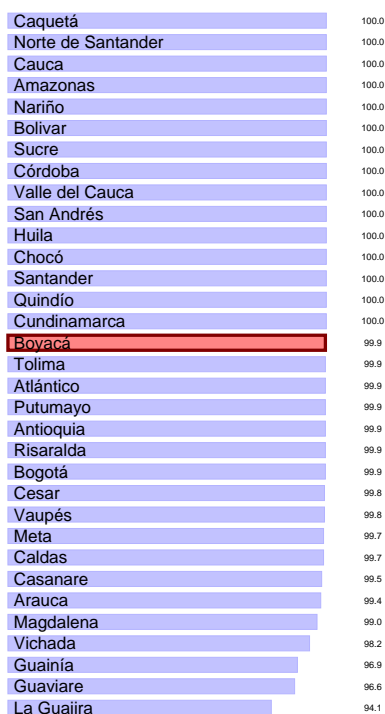 Caquetá 100.0
Norte de Santander 100.0
Cauca 100.0
Amazonas 100.0
Nariño 100.0
Bolivar 100.0
Sucre 100.0
Córdoba 100.0
Valle del Cauca 100.0
San Andrés 100.0
Huila 100.0
Chocó 100.0
Santander 100.0
Quindío 100.0
Cundinamarca 100.0
Boyacá 99.9
Tolima 99.9
Atlántico 99.9
Putumayo 99.9
Antioquia 99.9
Risaralda 99.9
Bogotá 99.9
Cesar 99.8
Vaupés 99.8
Meta 99.7
Caldas 99.7
Casanare 99.5
Arauca 99.4
Magdalena 99.0
Vichada 98.2
Guainía 96.9
Guaviare 96.6
La Guajira 94.1